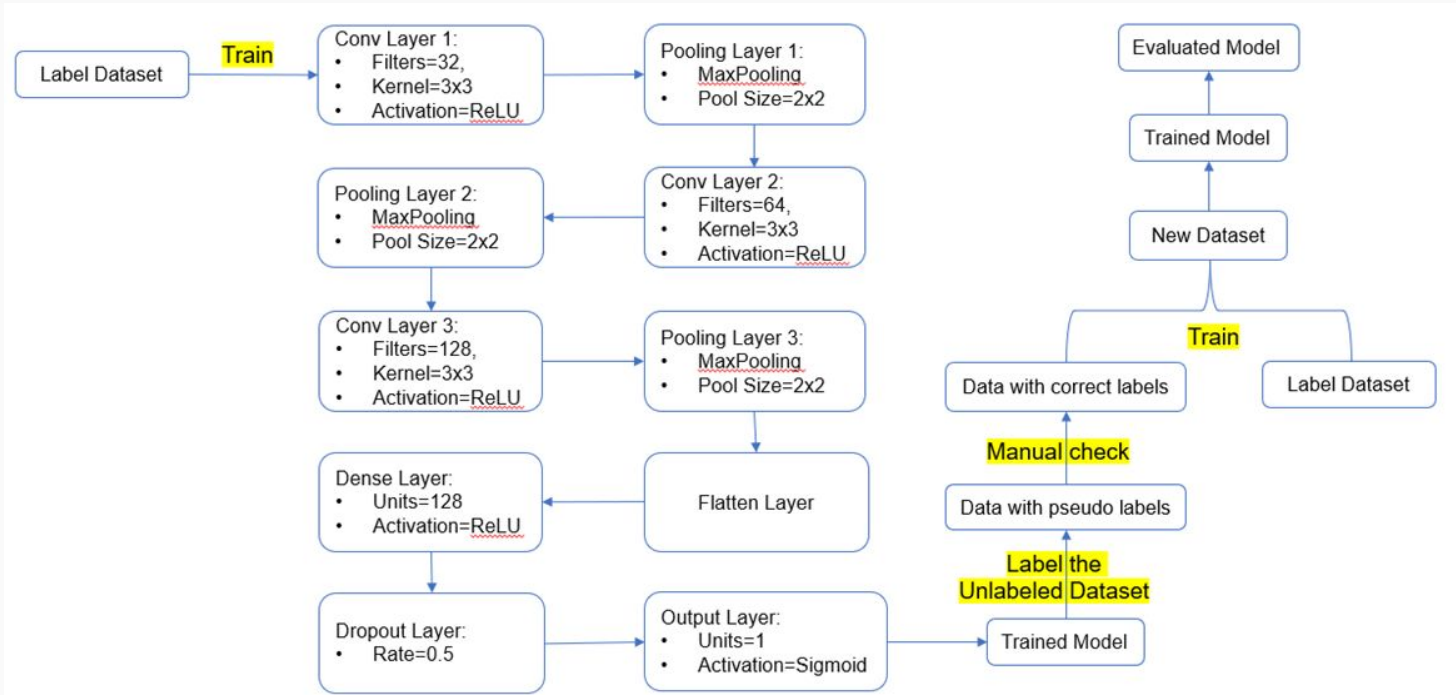 Label Dataset
Train
Conv Layer 1:
• Filters=32,
• Kernel=3x3
• Activation=ReLU
Pooling Layer 1:
• MaxPooling
• Pool Size=2x2
Conv Layer 2:
• Filters=64,
• Kernel=3x3
• Activation=ReLU
Pooling Layer 2:
• MaxPooling
• Pool Size=2x2
Conv Layer 3:
• Filters=128,
• Kernel=3x3
• Activation=ReLU
Pooling Layer 3:
• MaxPooling
• Pool Size=2x2
Flatten Layer
Dense Layer:
• Units=128
• Activation=ReLU
Dropout Layer:
• Rate=0.5
Output Layer:
• Units=1
• Activation=Sigmoid
Trained Model
Label the
Unlabeled Dataset
Data with pseudo labels
Manual check
Data with correct labels
Label Dataset
Train
New Dataset
Trained Model
Evaluated Model